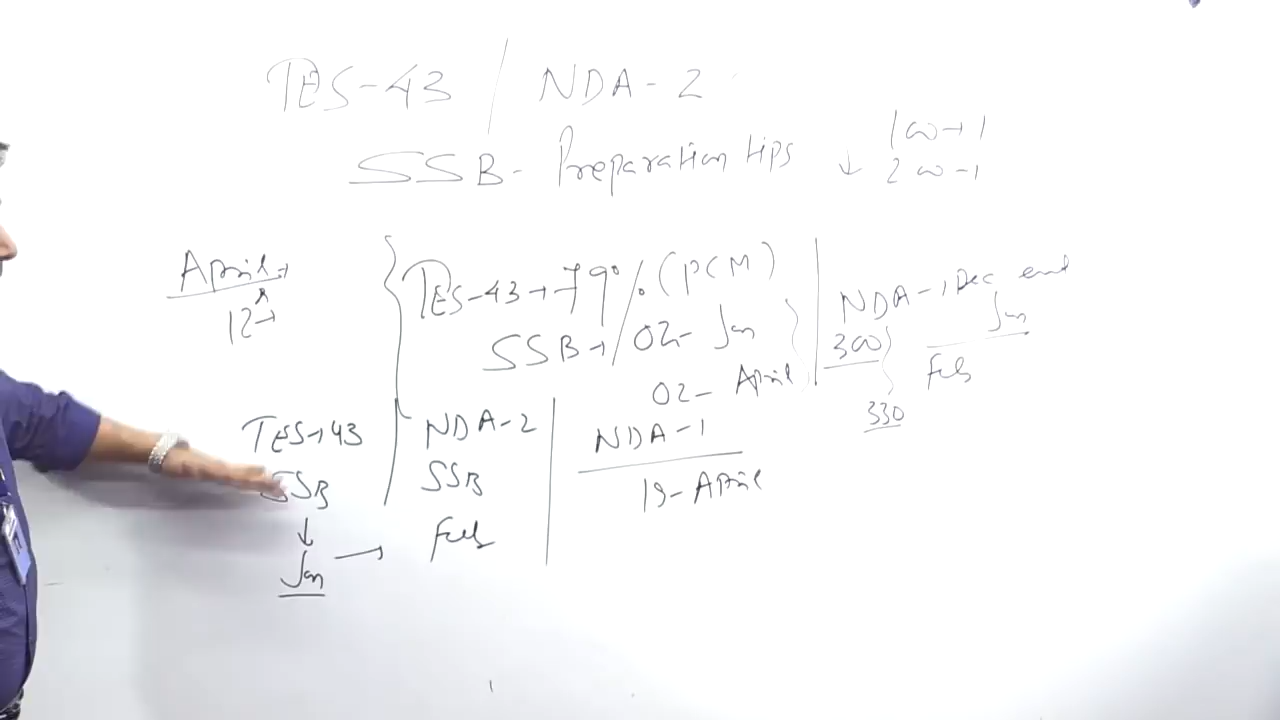 TES-43 / NDA-2
SSB- Preparation tips ↓
1 w → 1
2 w -1
April →
12 →
TES-43 → 79% (PCM)
SSB → 02- Jan
02- April
NDA-1 Dec end
Jan
300
Feb
330
TES-43
SSB
↓
Jan →
NDA-2
SSB
Feb
NDA-1
19-April